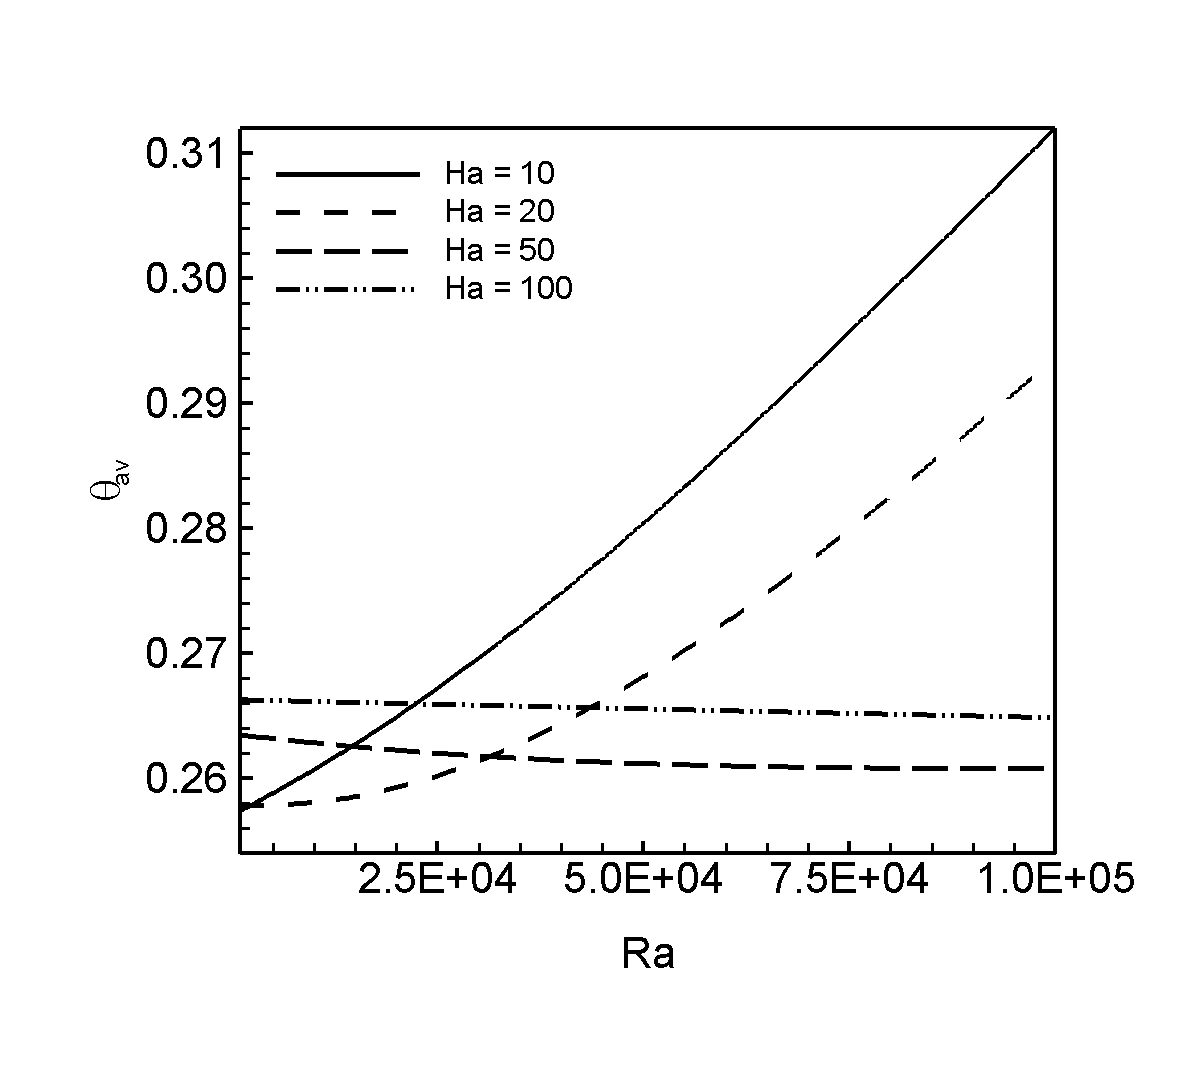 0.31
0.30
0.29
0.28
0.27
0.26
θav
Ha = 10
Ha = 20
Ha = 50
Ha = 100
2.5E+04 5.0E+04 7.5E+04 1.0E+05
Ra